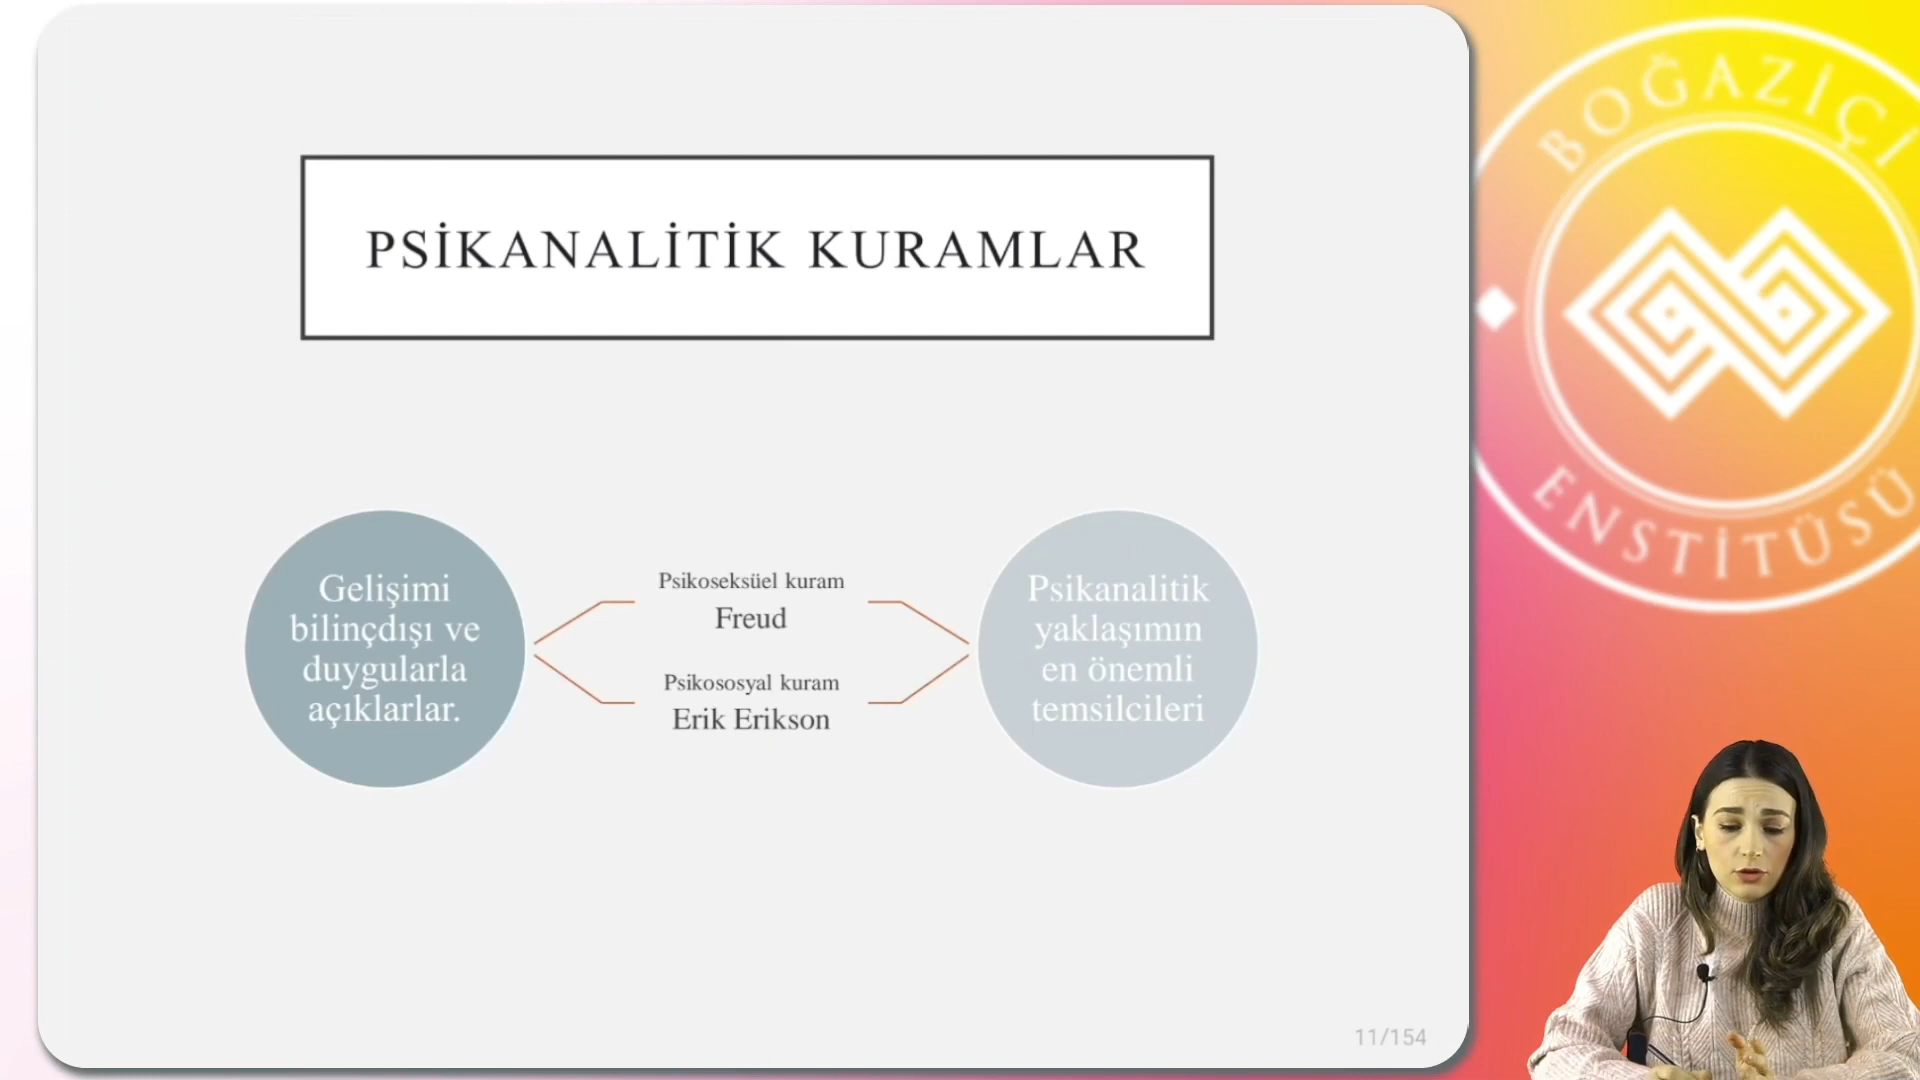 PSİKANALİTİK KURAMLAR
Gelişimi
bilinçdışı ve
duygularla
açıklarlar.
Psikoseksüel kuram
Freud
Psikososyal kuram
Erik Erikson
Psikanalitik
yaklaşımın
en önemli
temsilcileri
11/154
BOĞAZİÇİ
ENSTİTÜSÜ